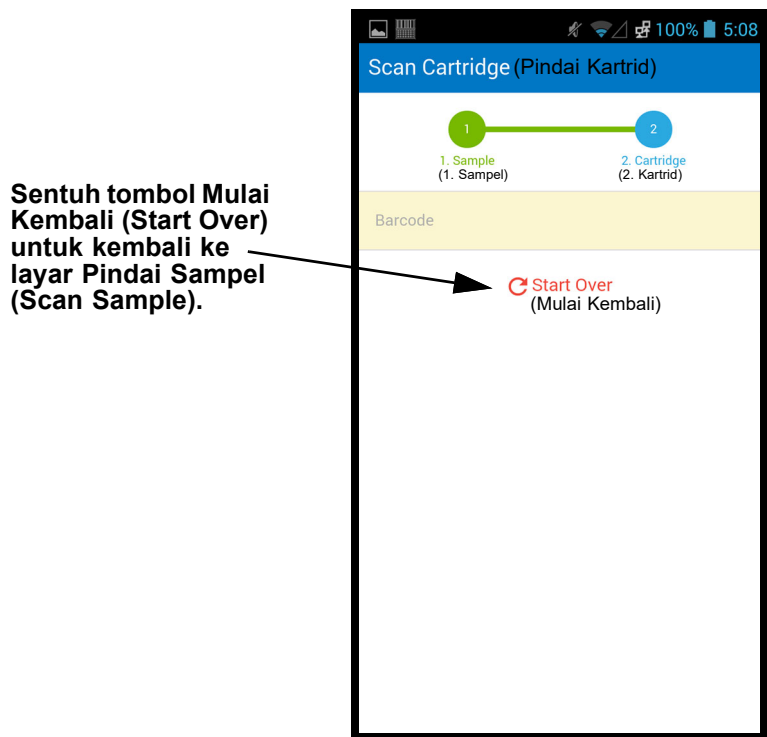 100% 5:08
Scan Cartridge (Pindai Kartrid)
1
2
1. Sample
(1. Sampel)
2. Cartridge
(2. Kartrid)
Barcode
Sentuh tombol Mulai
Kembali (Start Over)
untuk kembali ke
layar Pindai Sampel
(Scan Sample).
Start Over
(Mulai Kembali)